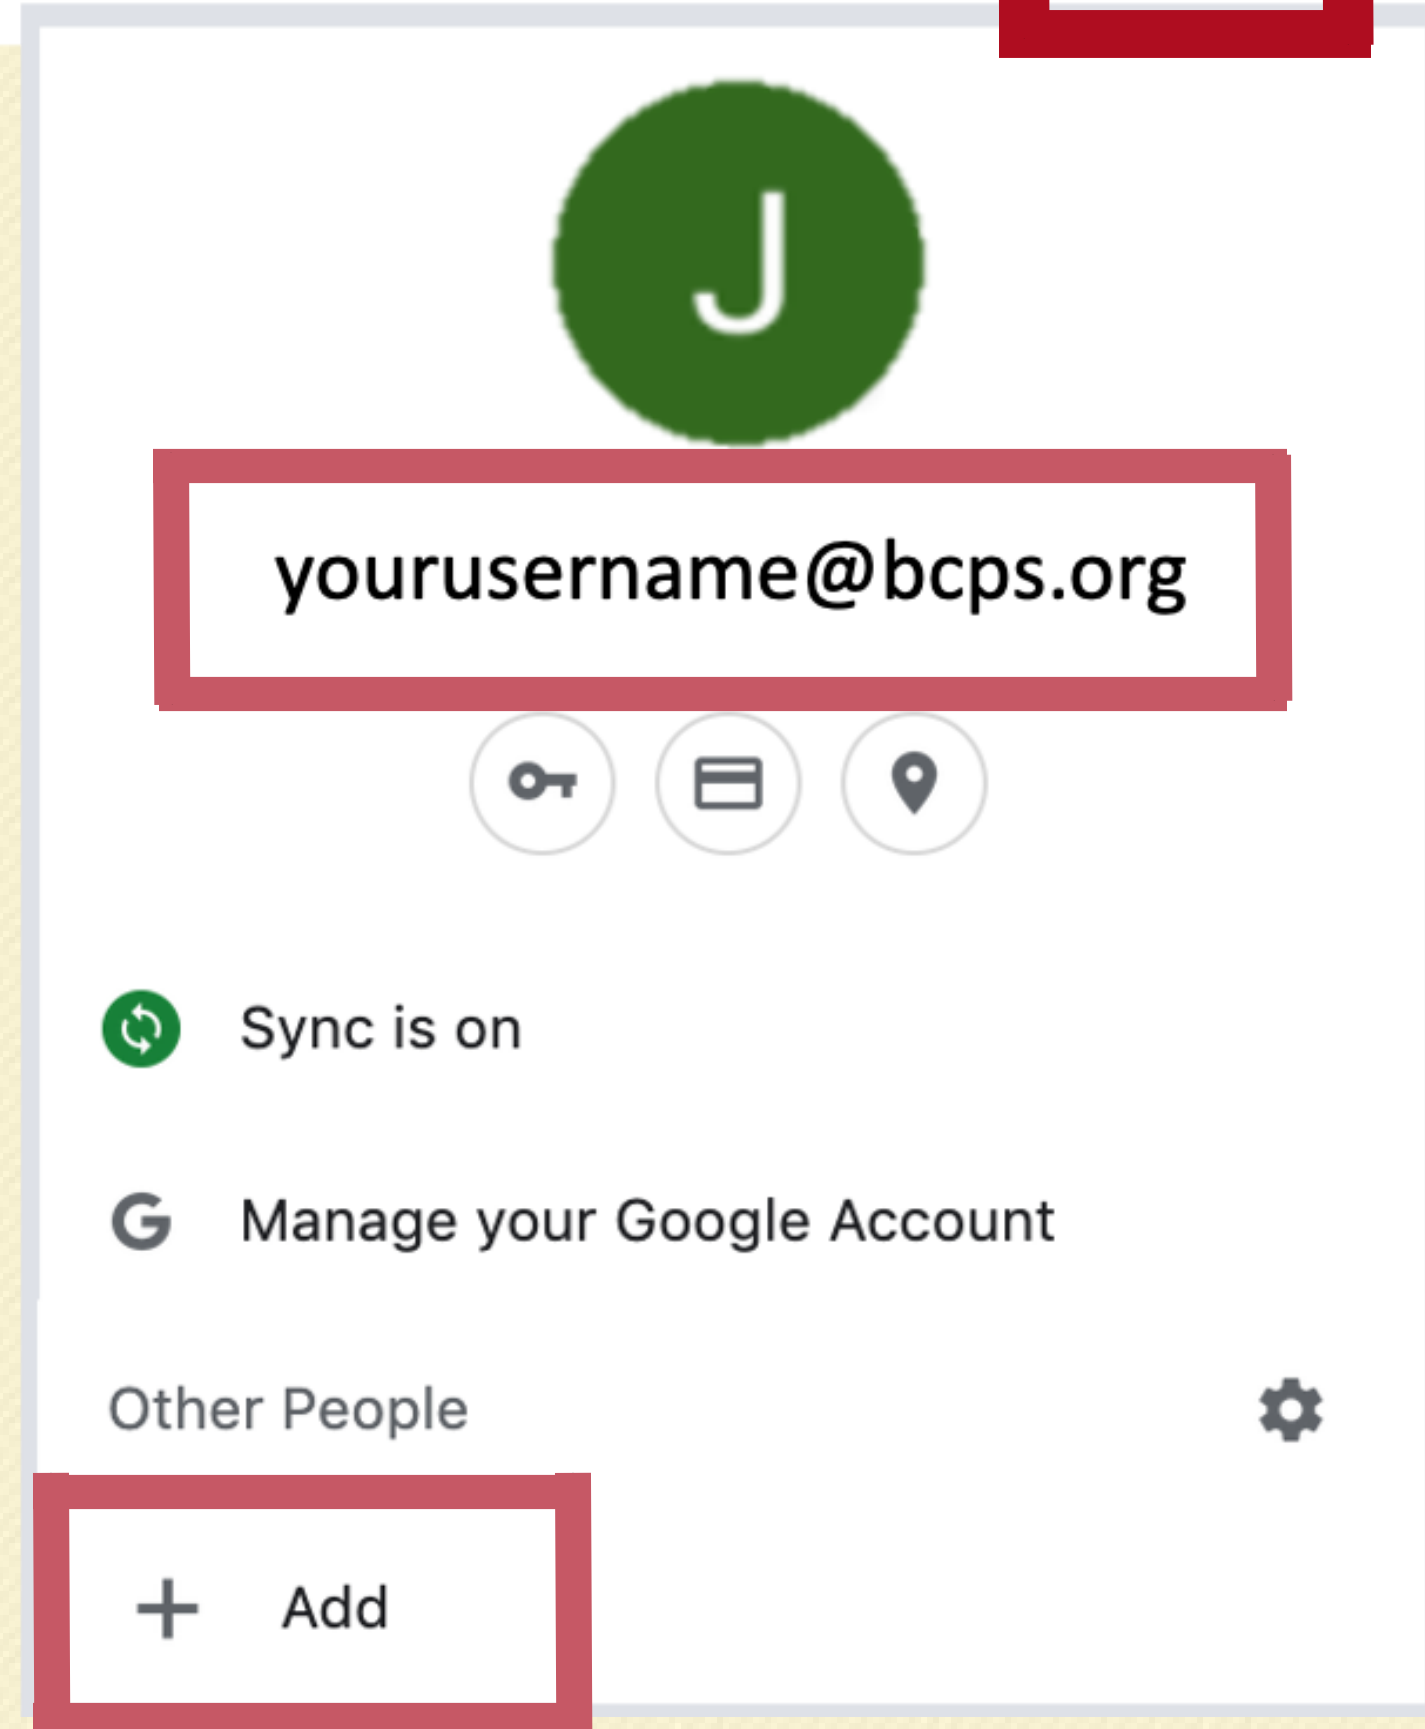 J
yourusername@bcps.org
Sync is on
G Manage your Google Account
Other People
+ Add